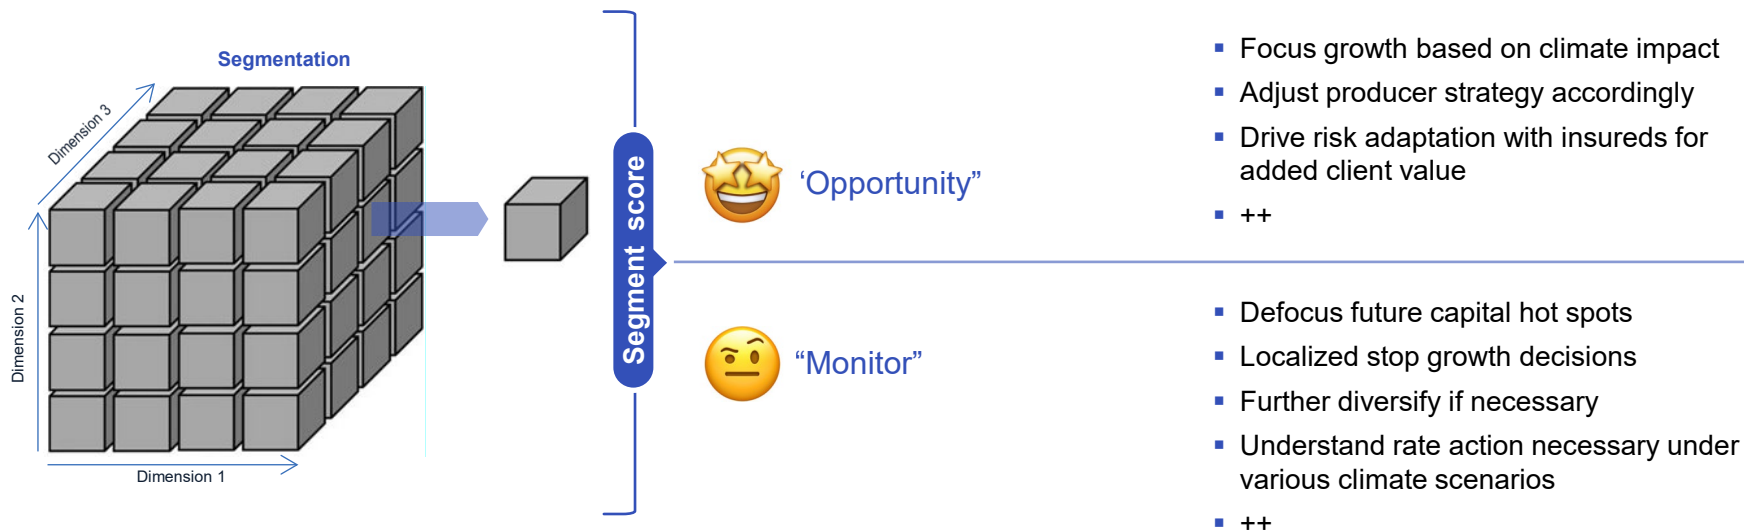 Segmentation
Dimension 3
Dimension 2
Dimension 1
Segment score
‘Opportunity”
▪ Focus growth based on climate impact
▪ Adjust producer strategy accordingly
▪ Drive risk adaptation with insureds for
added client value
▪ ++
“Monitor”
▪ Defocus future capital hot spots
▪ Localized stop growth decisions
▪ Further diversify if necessary
▪ Understand rate action necessary under
various climate scenarios
▪ ++